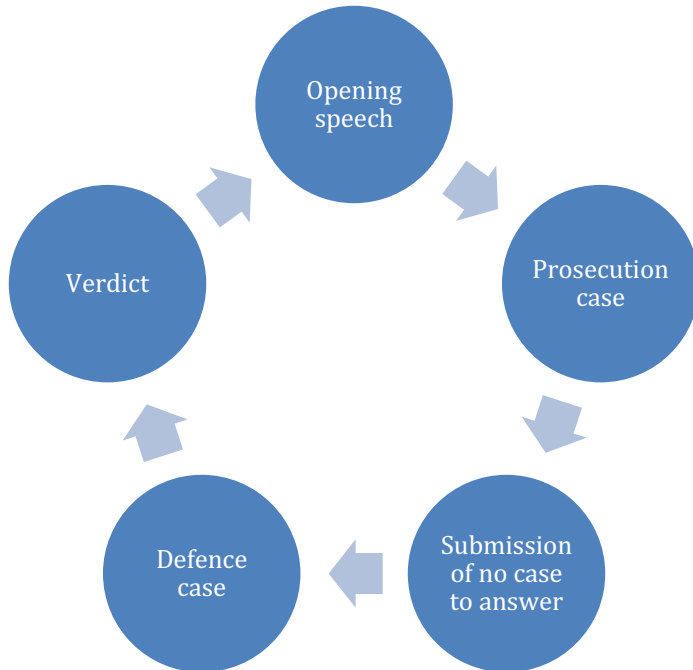 Opening
speech
Prosecution
case
Submission
of no case
to answer
Defence
case
Verdict